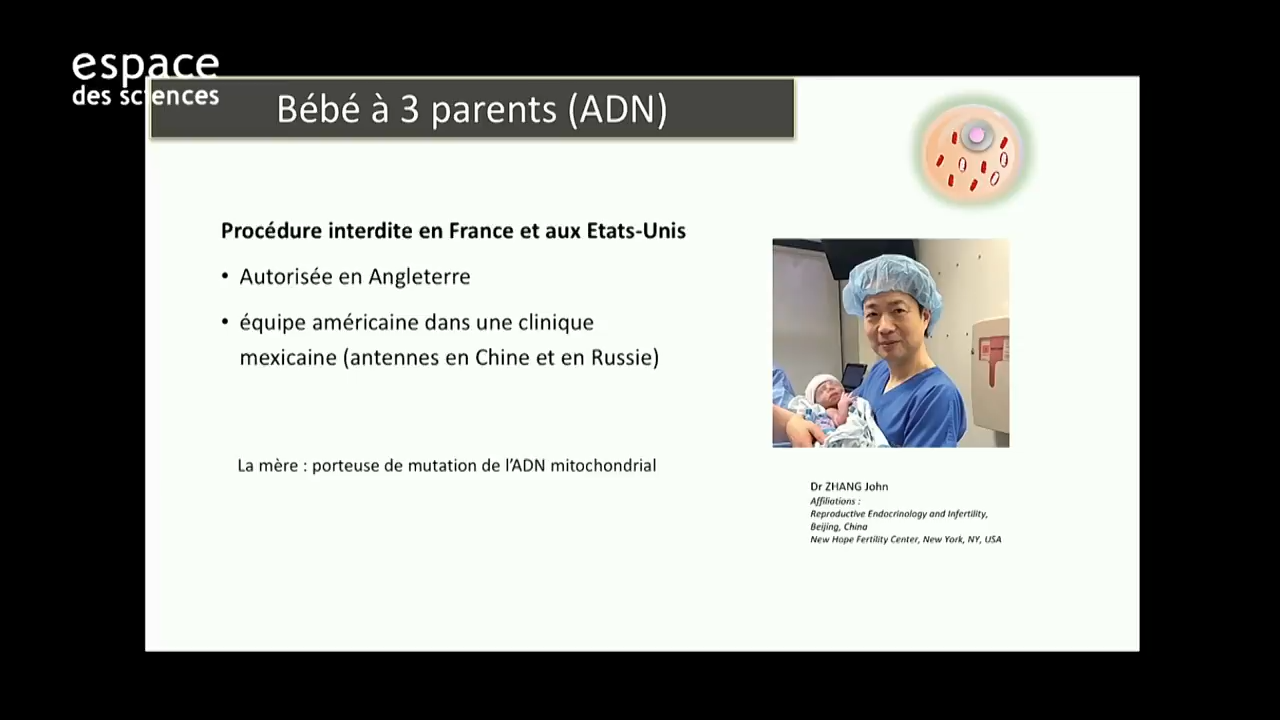 espace
des sciences
Bébé à 3 parents (ADN)
Procédure interdite en France et aux Etats-Unis
• Autorisée en Angleterre
• équipe américaine dans une clinique
mexicaine (antennes en Chine et en Russie)
La mère : porteuse de mutation de l'ADN mitochondrial
Dr ZHANG John
Affiliations :
Reproductive Endocrinology and Infertility,
Beijing, China
New Hope Fertility Center, New York, NY, USA